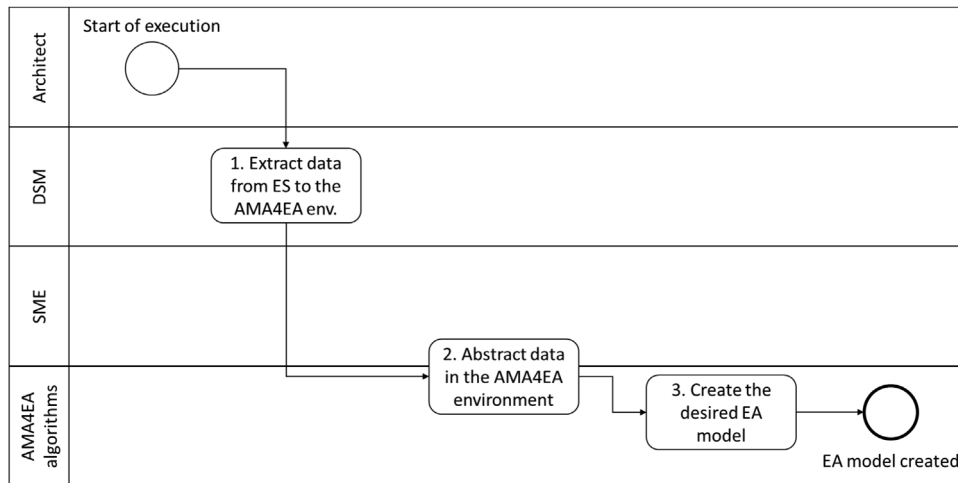 Architect
Start of execution
DSM
1. Extract data
from ES to the
AMA4EA env.
SME
2. Abstract data
in the AMA4EA
environment
AMA4EA
algorithms
3. Create the
desired EA
model
EA model created